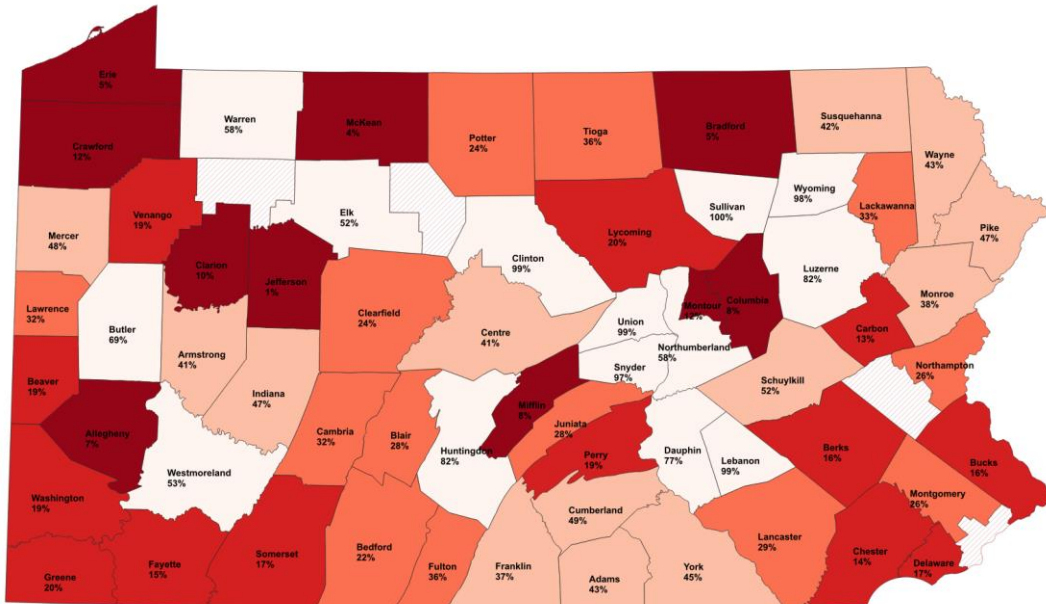 Erie
8%
Crawford
12%
Warren
58%
McKean
4%
Potter
24%
Tioga
36%
Bradford
5%
Susquehanna
42%
Wayne
43%
Wyoming
98%
Lackawanna
33%
Sullivan
100%
Pike
47%
Mercer
48%
Venango
19%
Elk
52%
Lycoming
20%
Clinton
99%
Luzerne
82%
Clarion
10%
Jefferson
1%
Monroe
38%
Lawrence
32%
Butler
69%
Armstrong
41%
Clearfield
24%
Centre
41%
Union
99%
Montour
12%
Columbia
8%
Carbon
13%
Northumberland
58%
Snyder
97%
Northampton
26%
Schuylkill
52%
Beaver
19%
Indiana
47%
Mifflin
8%
Allegheny
7%
Cambria
32%
Blair
28%
Juniata
28%
Huntingdon
82%
Perry
19%
Dauphin
77%
Lebanon
99%
Berks
16%
Bucks
16%
Westmoreland
53%
Washington
19%
Montgomery
26%
Cumberland
49%
Lancaster
29%
Chester
14%
Delaware
17%
Greene
20%
Fayette
15%
Somerset
17%
Bedford
22%
Fulton
36%
Franklin
37%
Adams
43%
York
45%